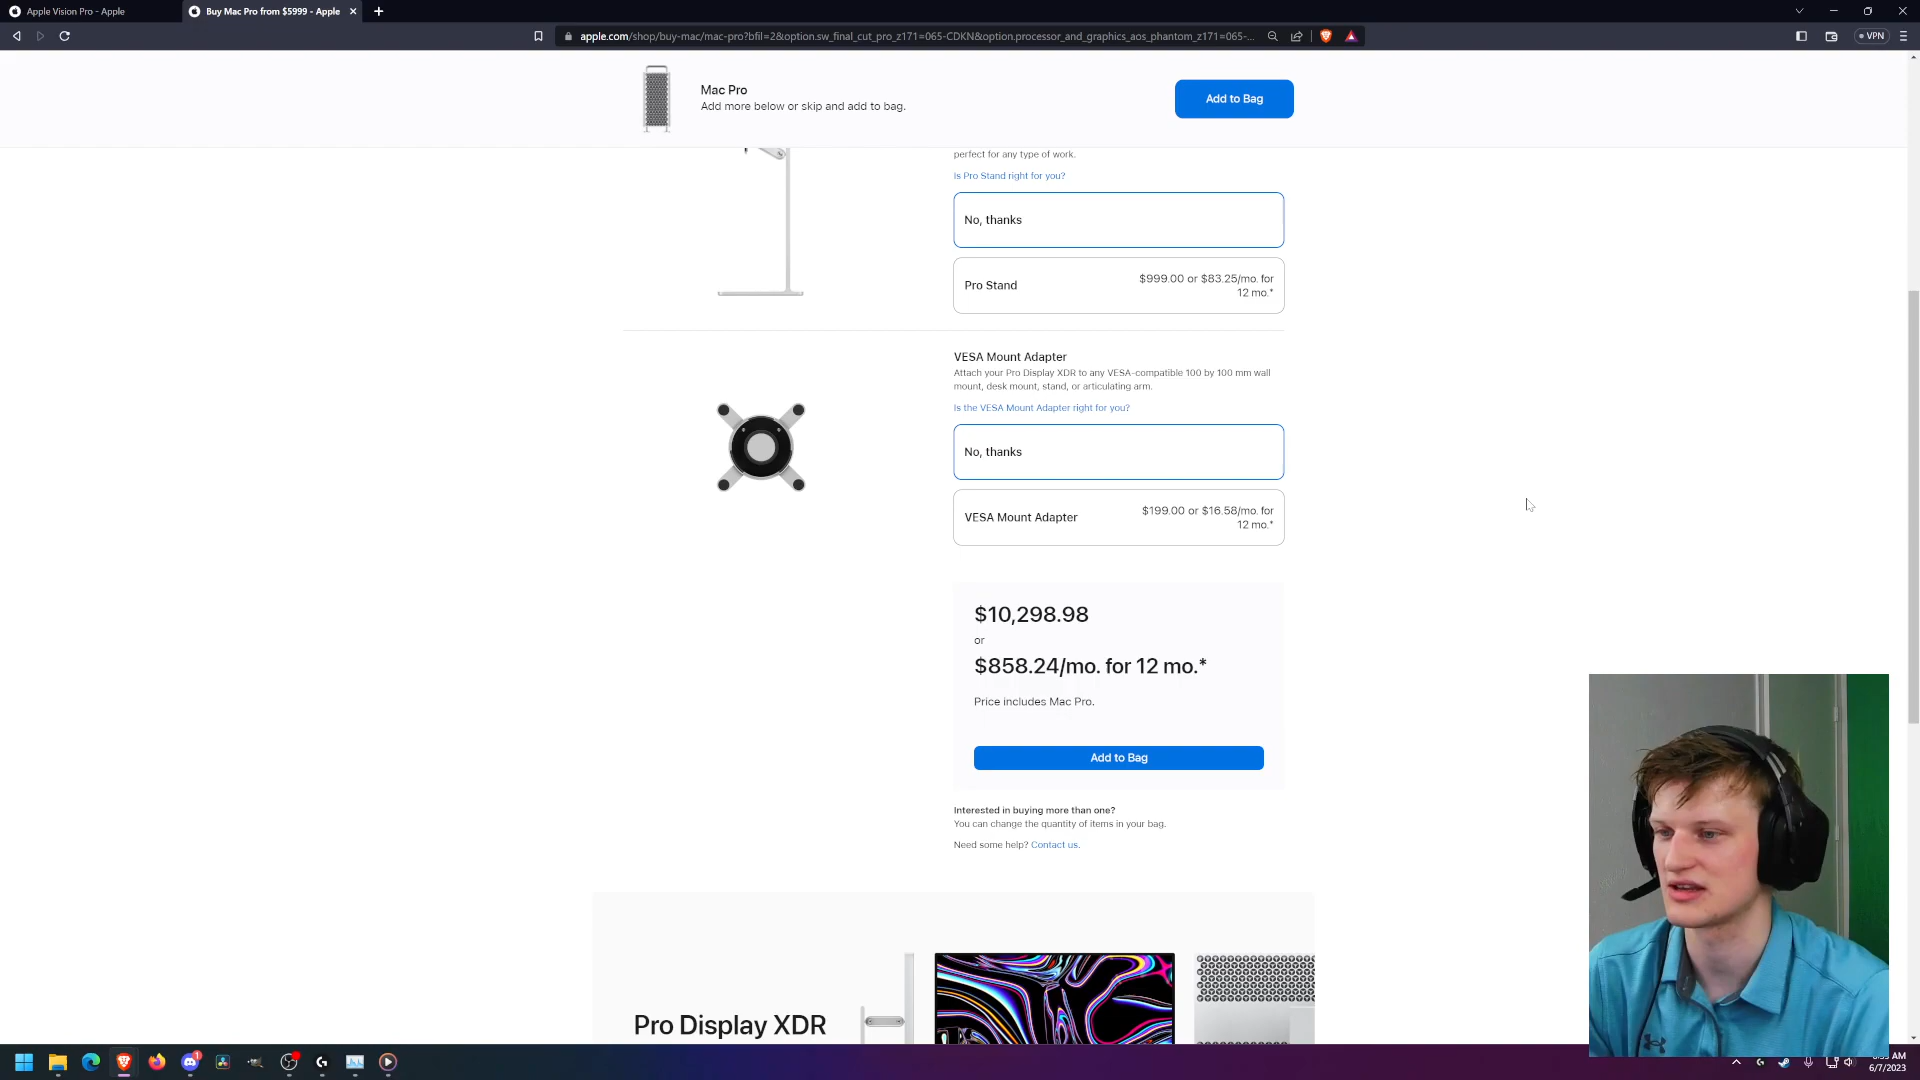 Apple Vision Pro - Apple
Buy Mac Pro from $5999 - Apple
apple.com/shop/buy-mac/mac-pro?bfil=2&option.sw_final_cut_pro_z171=065-CDKN&option.processor_and_graphics_aos_phantom_z171=065-...
VPN
Mac Pro
Add more below or skip and add to bag.
Add to Bag
perfect for any type of work.
Is Pro Stand right for you?
No, thanks
Pro Stand
$999.00 or $83.25/mo. for
12 mo.*
VESA Mount Adapter
Attach your Pro Display XDR to any VESA-compatible 100 by 100 mm wall
mount, desk mount, stand, or articulating arm.
Is the VESA Mount Adapter right for you?
No, thanks
VESA Mount Adapter
$199.00 or $16.58/mo. for
12 mo.*
$10,298.98
or
$858.24/mo. for 12 mo.*
Price includes Mac Pro.
Add to Bag
Interested in buying more than one?
You can change the quantity of items in your bag.
Need some help? Contact us.
Pro Display XDR
AM
6/7/2023